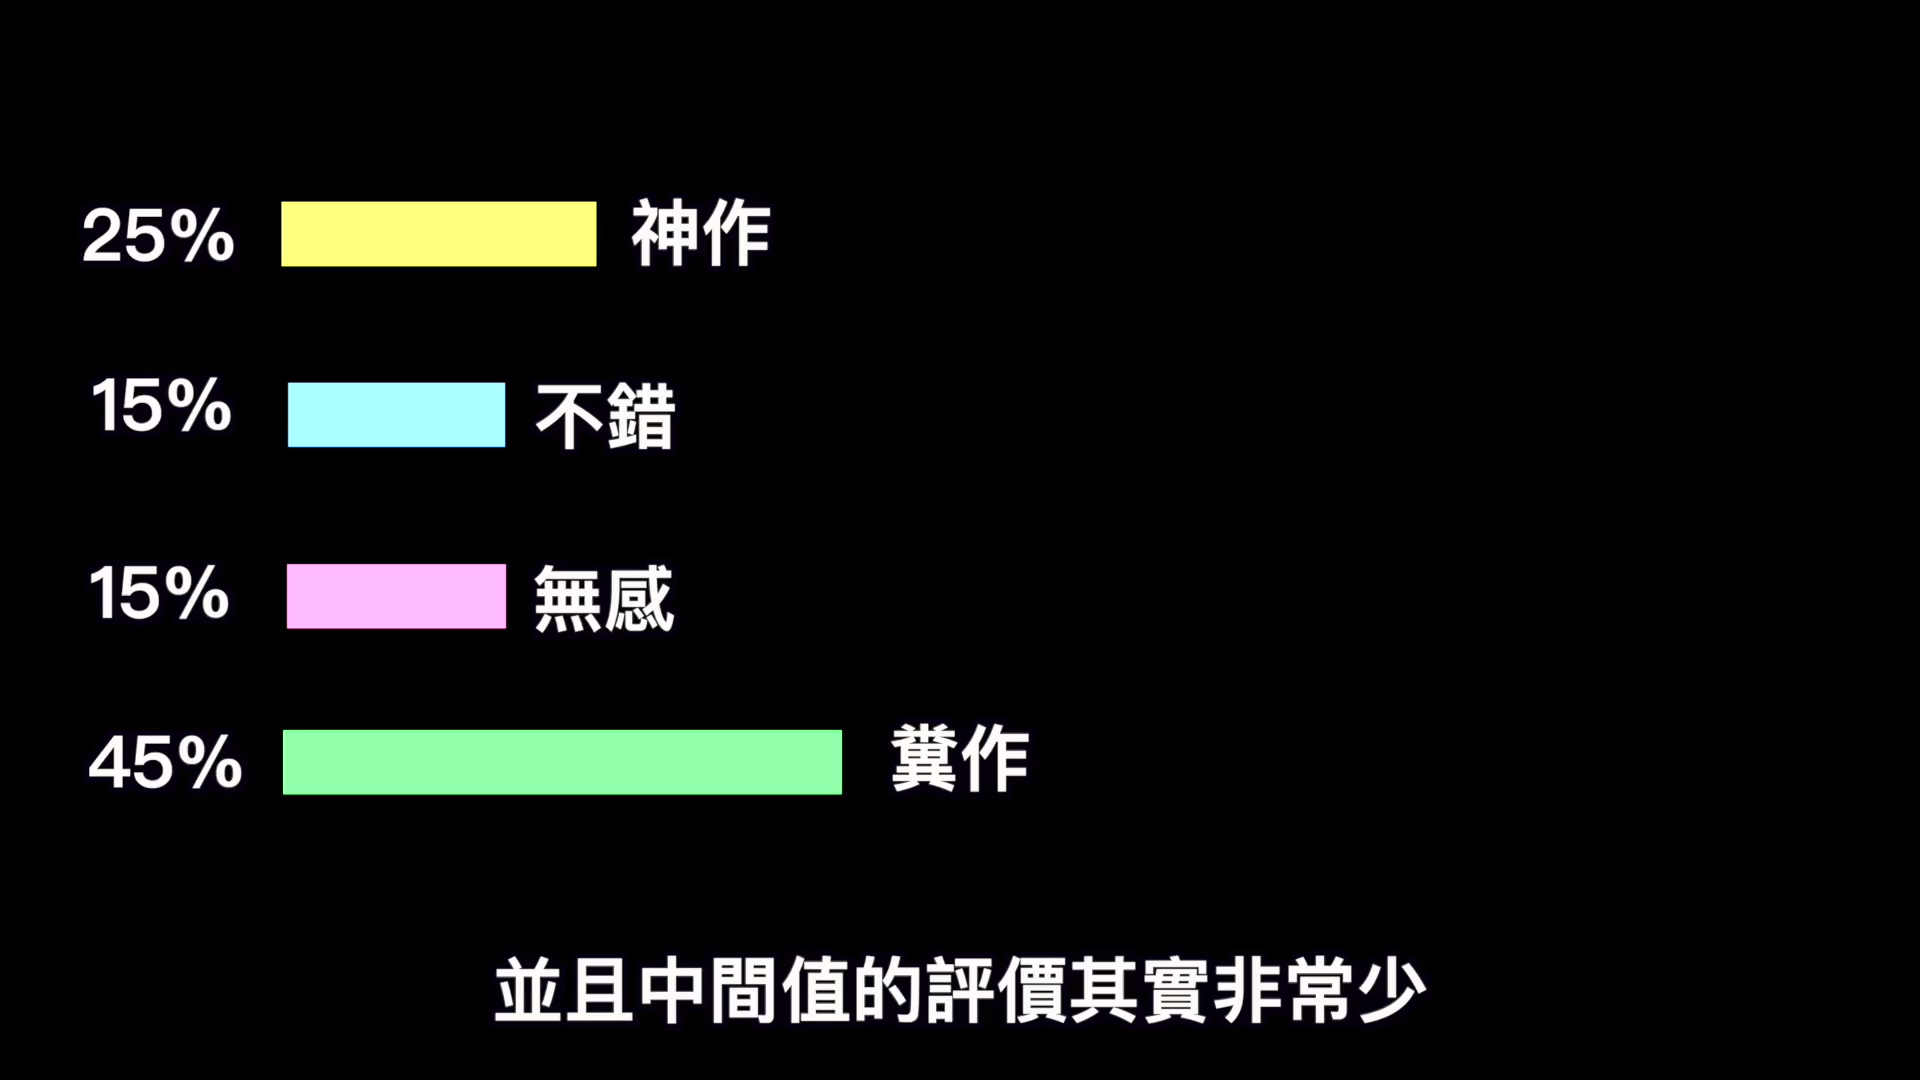 25% 神作
15% 不錯
15% 無感
45% 糞作
並且中間值的評價其實非常少